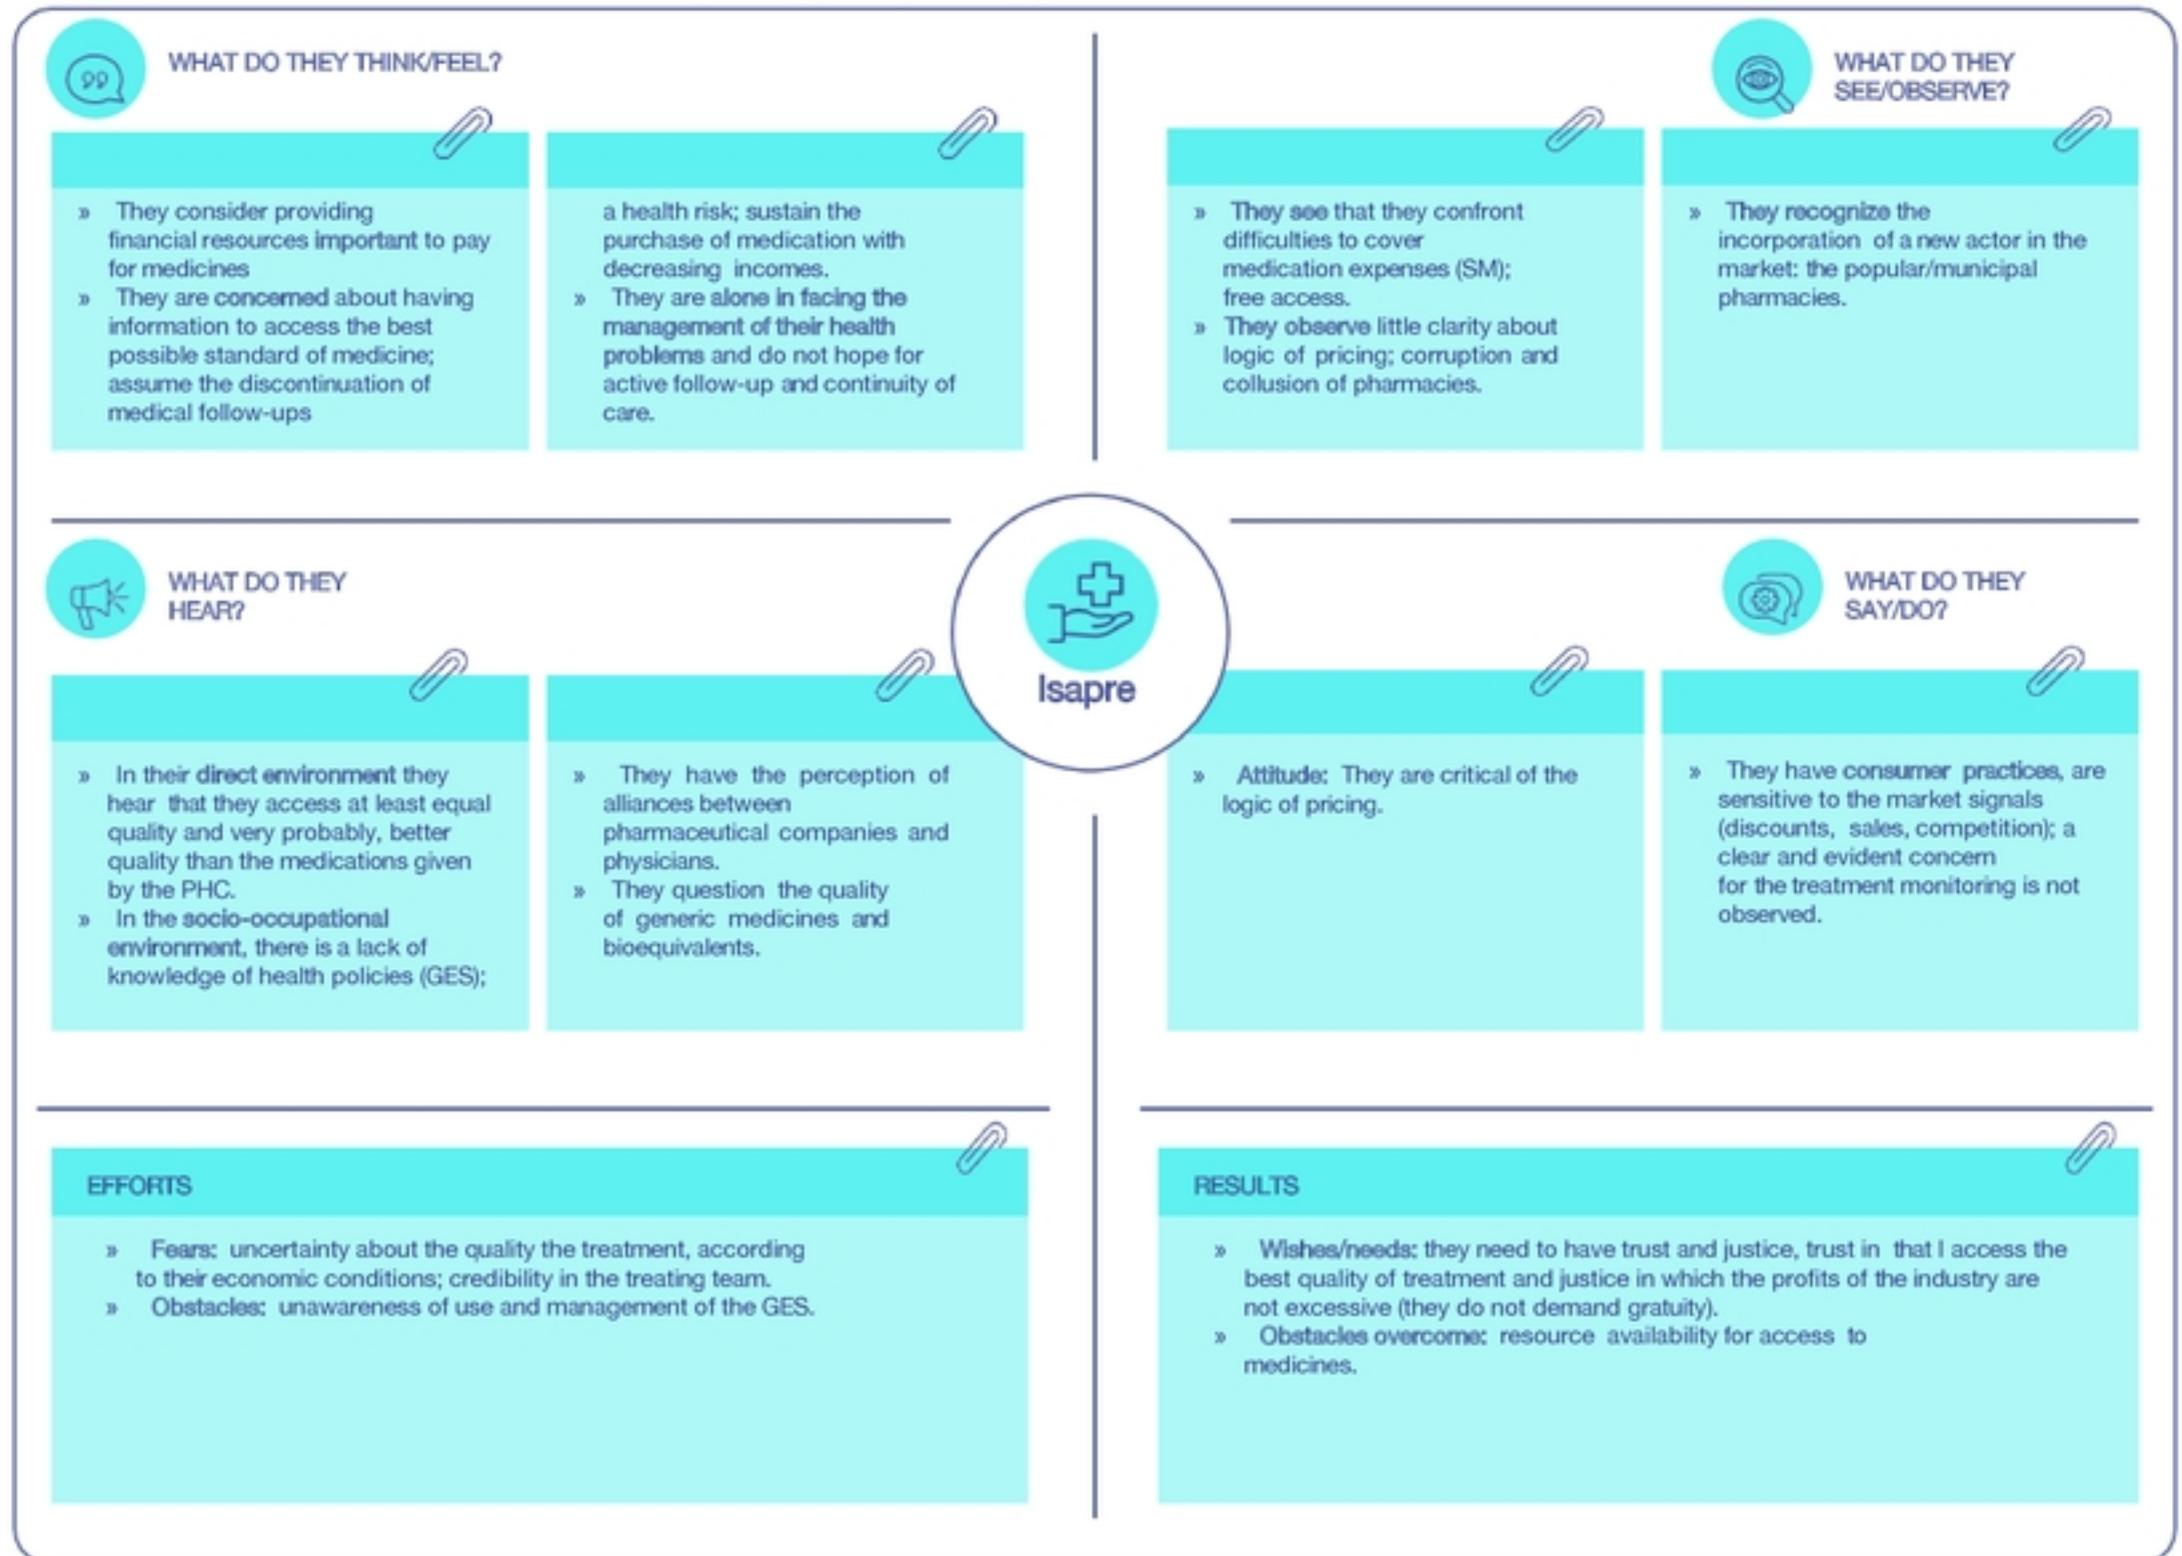 WHAT DO THEY THINK/FEEL?
» They consider providing
financial resources important to pay
for medicines
» They are concerned about having
information to access the best
possible standard of medicine;
assume the discontinuation of
medical follow-ups
a health risk; sustain the
purchase of medication with
decreasing incomes.
» They are alone in facing the
management of their health
problems and do not hope for
active follow-up and continuity of
care.
WHAT DO THEY
SEE/OBSERVE?
» They see that they confront
difficulties to cover
medication expenses (SM);
free access.
» They observe little clarity about
logic of pricing; corruption and
collusion of pharmacies.
» They recognize the
incorporation of a new actor in the
market: the popular/municipal
pharmacies.
Isapre
WHAT DO THEY
HEAR?
» In their direct environment they
hear that they access at least equal
quality and very probably, better
quality than the medications given
by the PHC.
» In the socio-occupational
environment, there is a lack of
knowledge of health policies (GES);
» They have the perception of
alliances between
pharmaceutical companies and
physicians.
» They question the quality
of generic medicines and
bioequivalents.
WHAT DO THEY
SAY/DO?
» Attitude: They are critical of the
logic of pricing.
» They have consumer practices, are
sensitive to the market signals
(discounts, sales, competition); a
clear and evident concern
for the treatment monitoring is not
observed.
EFFORTS
» Fears: uncertainty about the quality the treatment, according
to their economic conditions; credibility in the treating team.
» Obstacles: unawareness of use and management of the GES.
RESULTS
» Wishes/needs: they need to have trust and justice, trust in that I access the
best quality of treatment and justice in which the profits of the industry are
not excessive (they do not demand gratuity).
» Obstacles overcome: resource availability for access to
medicines.